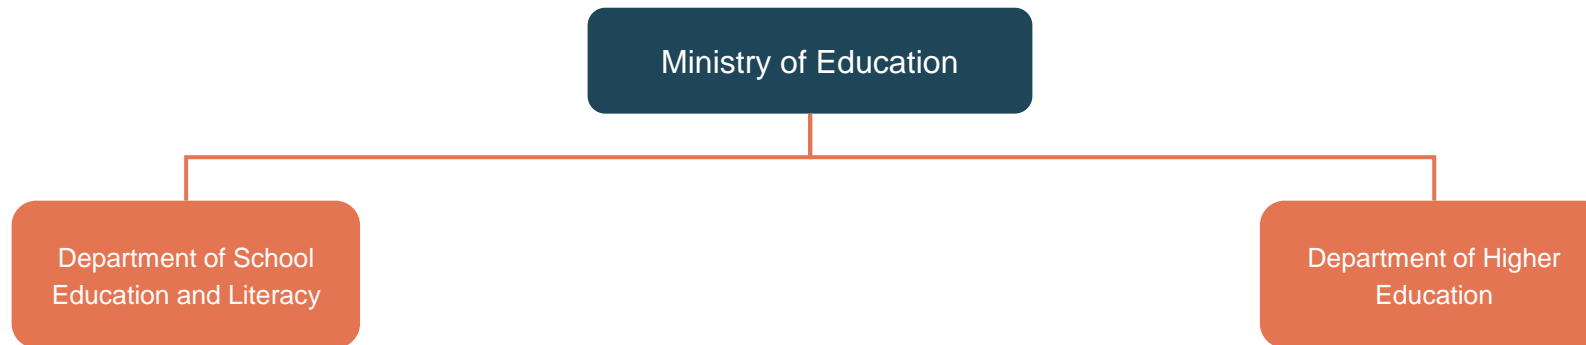 Ministry of Education
Department of School
Education and Literacy
Department of Higher
Education